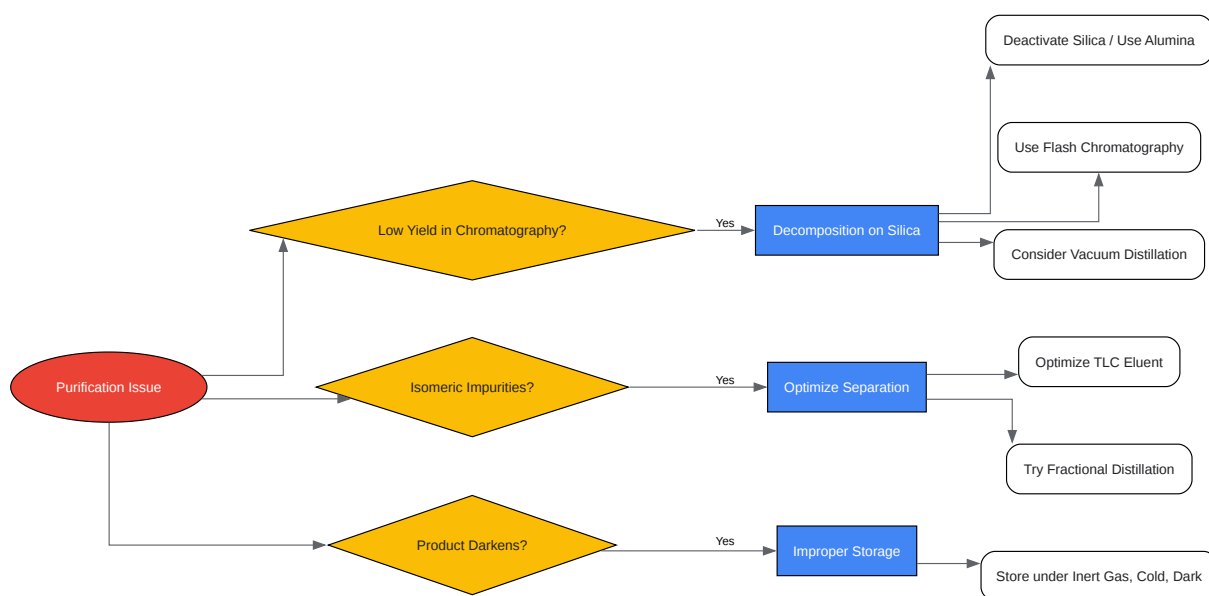 Deactivate Silica / Use Alumina
Use Flash Chromatography
Low Yield in Chromatography?
Yes
Decomposition on Silica
Consider Vacuum Distillation
Purification Issue
Isomeric Impurities?
Yes
Optimize Separation
Optimize TLC Eluent
Try Fractional Distillation
Product Darkens?
Yes
Improper Storage
Store under Inert Gas, Cold, Dark